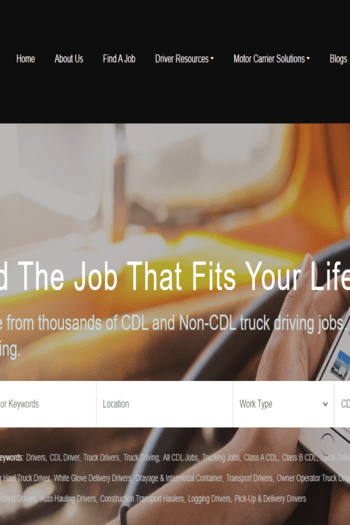 Home About Us Find A Job Driver Resources Motor Carrier Solutions Blogs
d The Job That Fits Your Life
e from thousands of CDL and Non-CDL truck driving jobs
ing.
or Keywords Location Work Type CD
eywords: Drivers, CDL Driver, Truck Drivers, Truck Driving, All CDL Jobs, Trucking Jobs, Class A CDL, Class B CDL, Local Drive
g Haul Truck Driver, White Glove Delivery Drivers, Drayage & Intermodal Container, Transport Drivers, Owner Operator Truck Dri
Drivers, Auto Hauling Drivers, Construction Transport Haulers, Logging Drivers, Pick-Up & Delivery Drivers